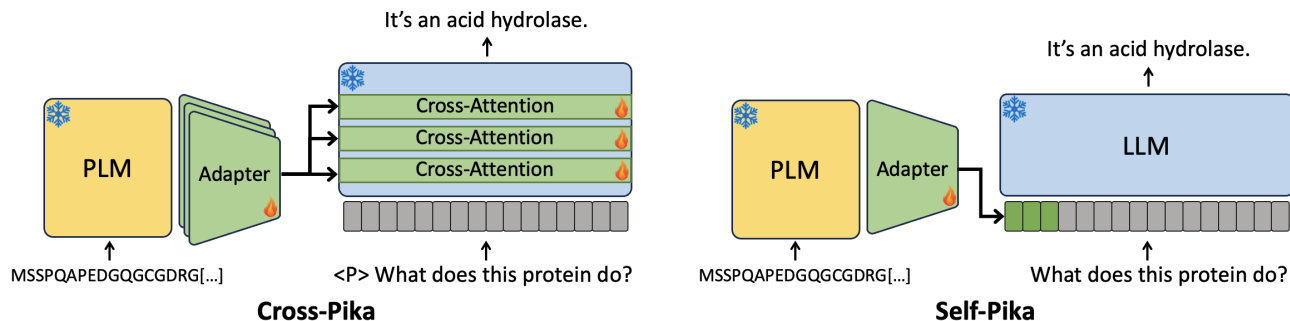 It's an acid hydrolase.
PLM
Adapter
Cross-Attention
Cross-Attention
Cross-Attention
MSSPQAPEDGQGCGDRG[...]
<P> What does this protein do?
Cross-Pika
It's an acid hydrolase.
PLM
Adapter
LLM
MSSPQAPEDGQGCGDRG[...]
What does this protein do?
Self-Pika